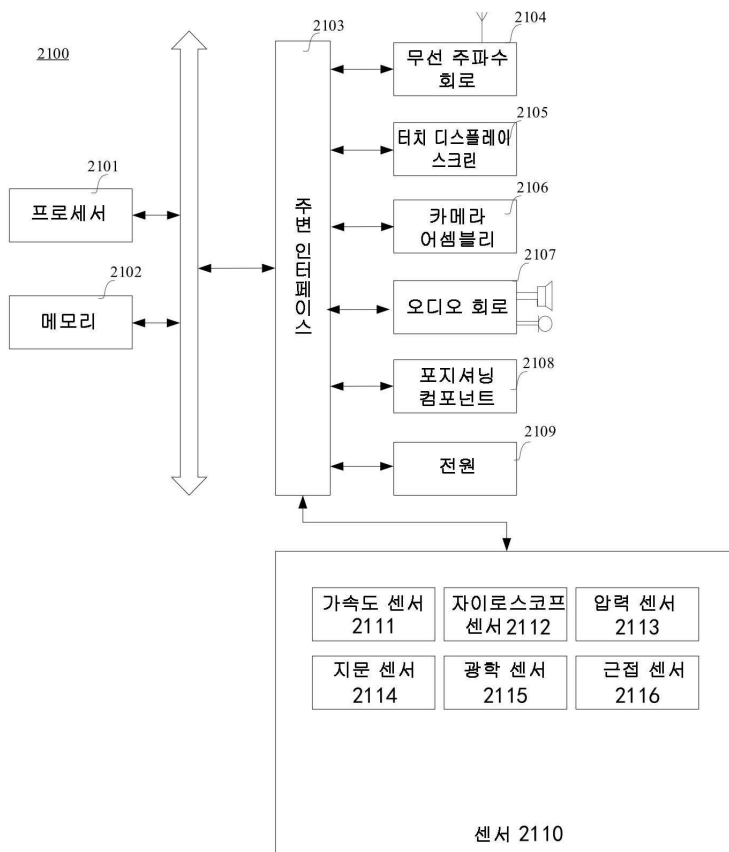 2100
2101
프로세서
2102
메모리
2103
주변 인터페이스
2104
무선 주파수
회로
2105
터치 디스플레이
스크린
2106
카메라
어셈블리
2107
오디오 회로
2108
포지셔닝
컴포넌트
2109
전원
가속도 센서
2111
자이로스코프
센서 2112
압력 센서
2113
지문 센서
2114
광학 센서
2115
근접 센서
2116
센서 2110